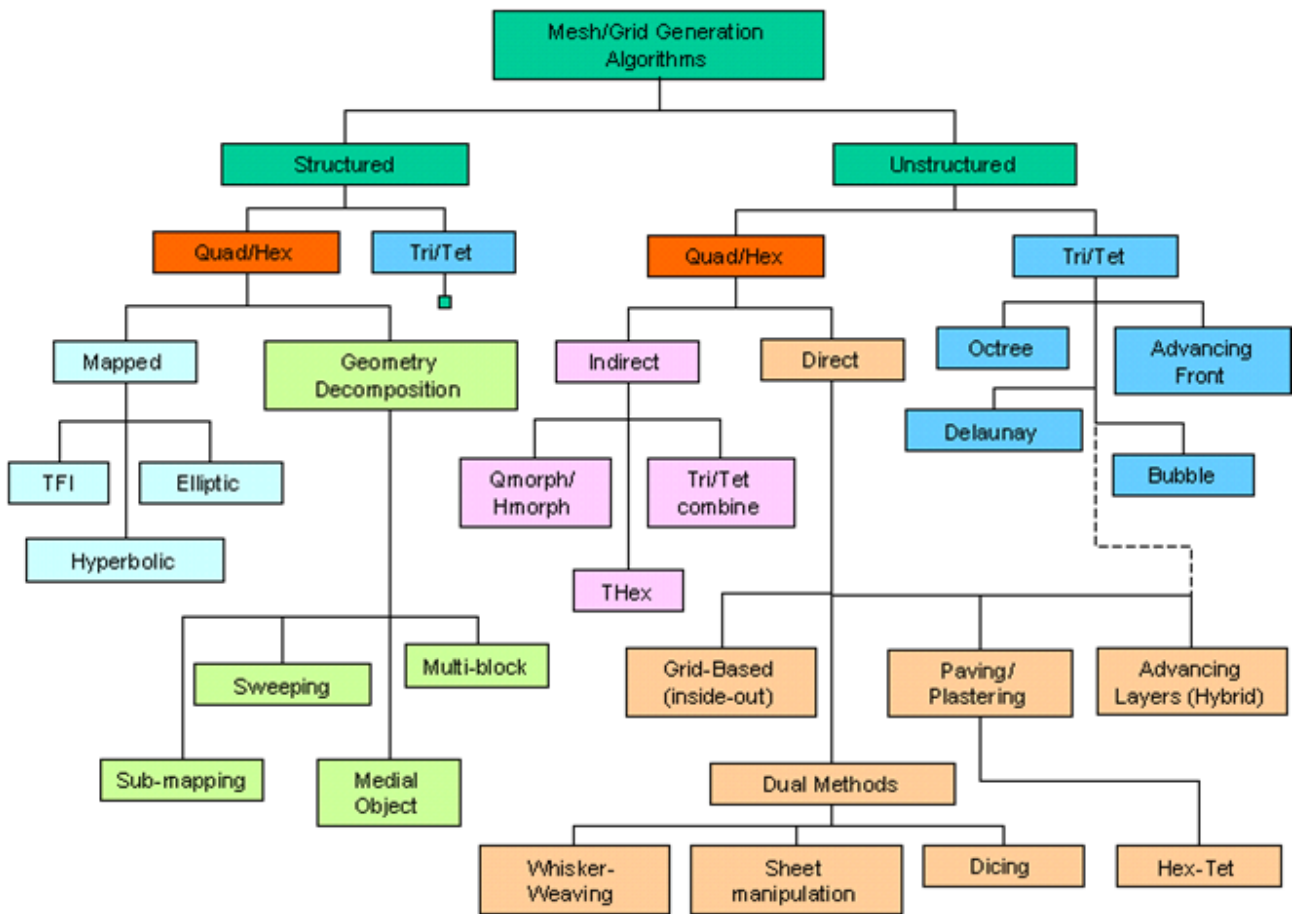 Mesh/Grid Generation
Algorithms
Structured
Unstructured
Quad/Hex
Tri/Tet
Quad/Hex
Tri/Tet
Mapped
Geometry
Decomposition
Indirect
Direct
Octree
Advancing
Front
Delaunay
Bubble
TFI
Elliptic
Hyperbolic
Qmorph/
Hmorph
Tri/Tet
combine
THex
Sub-mapping
Sweeping
Multi-block
Medial
Object
Grid-Based
(inside-out)
Paving/
Plastering
Advancing
Layers (Hybrid)
Dual Methods
Whisker-
Weaving
Sheet
manipulation
Dicing
Hex-Tet